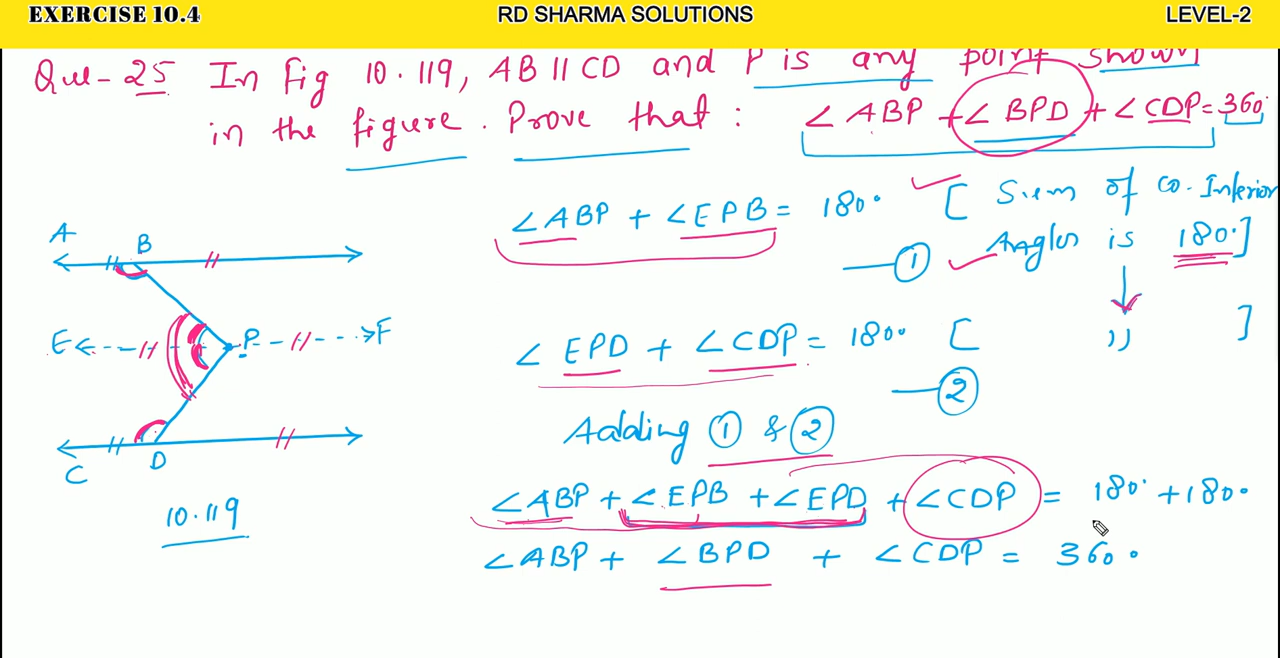 EXERCISE 10.4 RD SHARMA SOLUTIONS LEVEL-2
Que- 25 In fig 10.119, AB || CD and P is any point shown
in the figure. Prove that : ∠ABP + ∠BPD + ∠CDP = 360°
∠ABP + ∠EPB = 180° [ Sum of co. Interior
Angles is 180°]
—①
∠EPD + ∠CDP = 180° [ " ]
—②
Adding ① & ②
∠ABP + ∠EPB + ∠EPD + ∠CDP = 180° + 180°
∠ABP + ∠BPD + ∠CDP = 360°
A B
E P F
C D
10.119